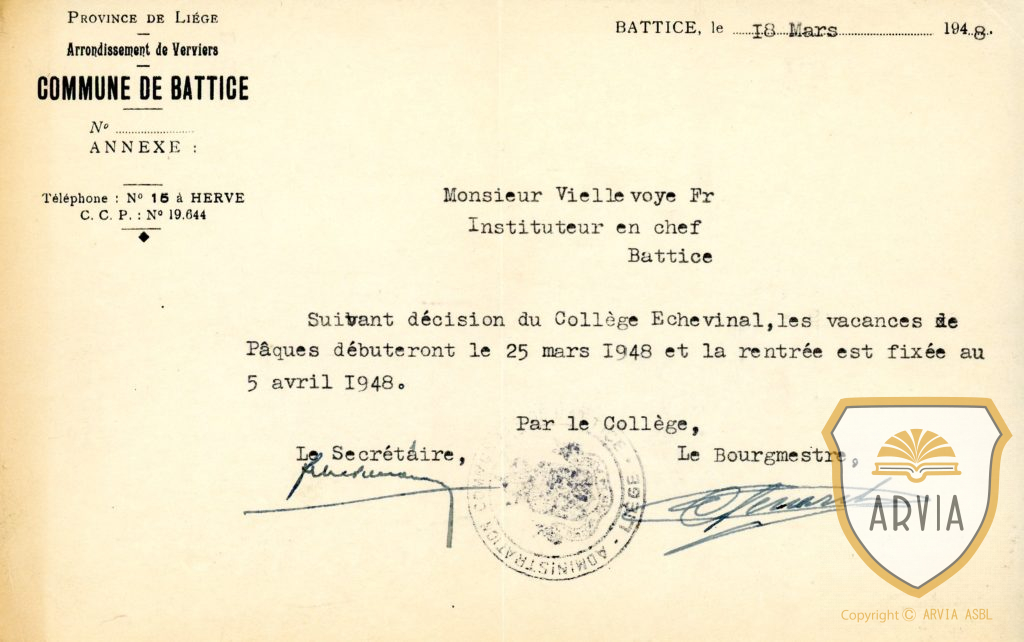 PROVINCE DE LIÉGE
Arrondissement de Verviers
COMMUNE DE BATTICE
Nº
ANNEXE :
Téléphone : Nº 15 à HERVE
C. C. P. : Nº 19.644
BATTICE, le 18 Mars 1948.
Monsieur Viellevoye Fr
Instituteur en chef
Battice
Suivant décision du Collège Echevinal,les vacances de
Pâques débuteront le 25 mars 1948 et la rentrée est fixée au
5 avril 1948.
Par le Collège,
Le Secrétaire, Le Bourgmestre,
LIÈGE - ADMINISTRATION
ARVIA
Copyright © ARVIA ASBL